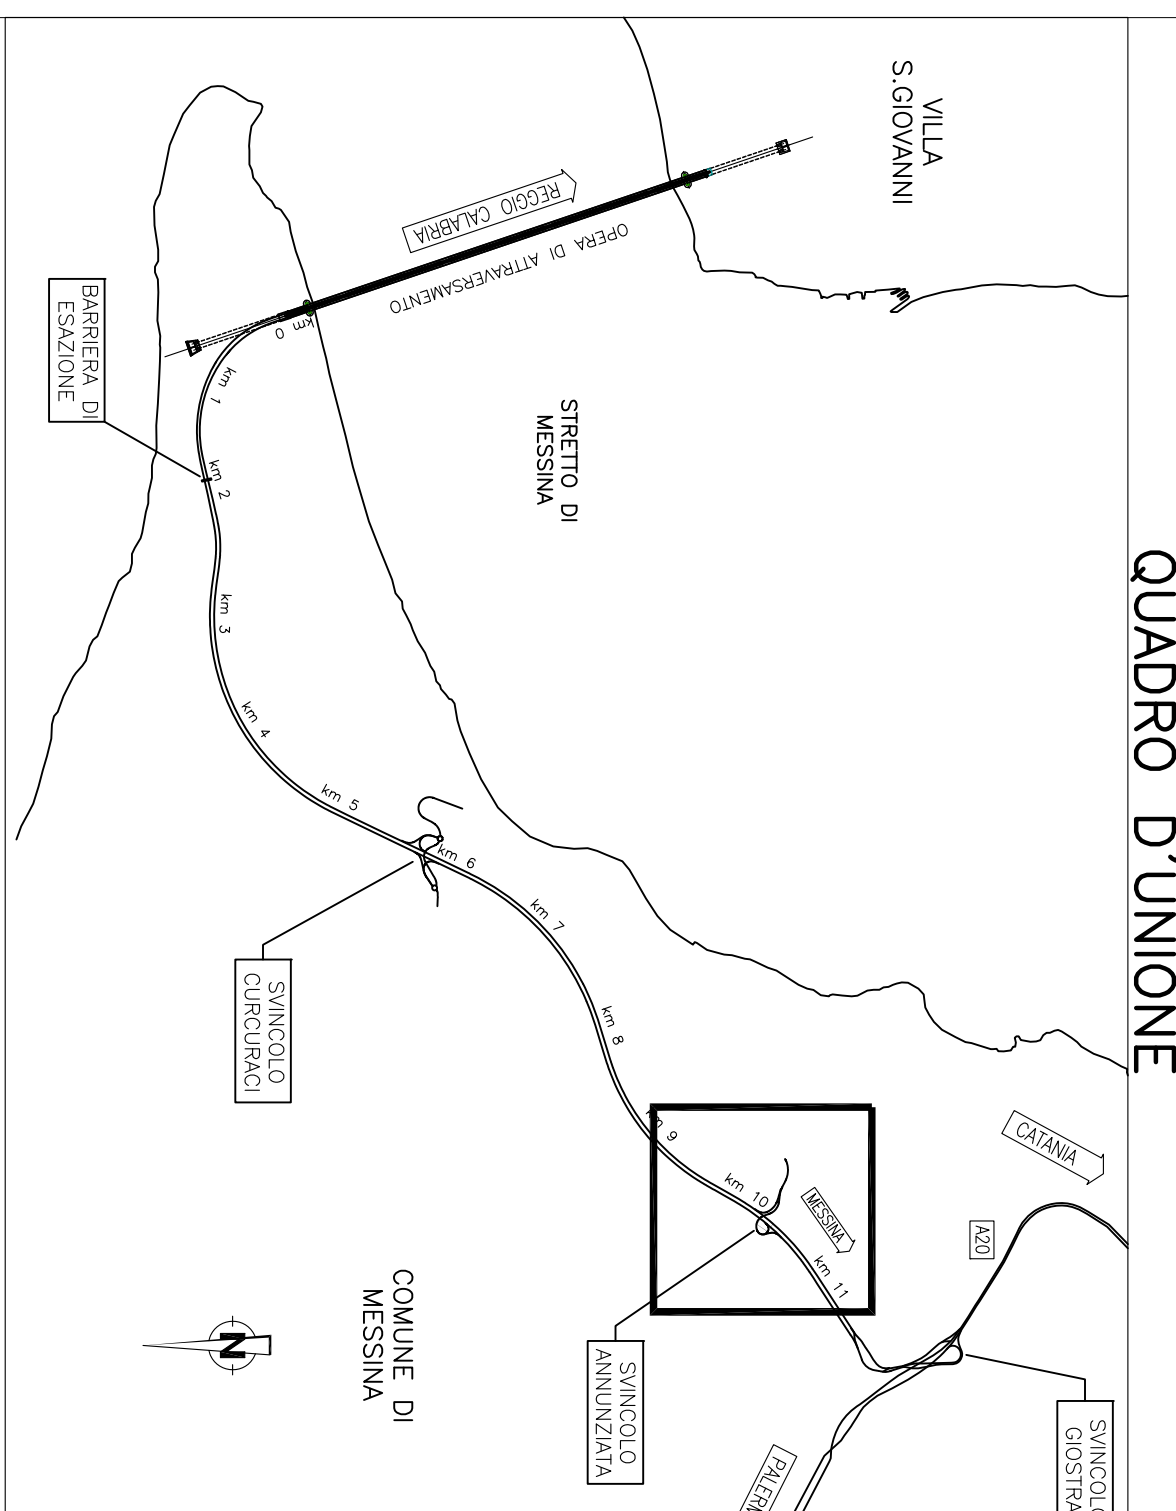 QUADRO D'UNIONE
VILLA
S.GIOVANNI
REGGIO CALABRIA
OPERA DI ATTRAVERSAMENTO
STRETTO DI
MESSINA
BARRIERA DI
ESAZIONE
km 0
km 1
km 2
km 3
km 4
km 5
km 6
km 7
km 8
km 9
km 10
km 11
SVINCOLO
CURCURACI
MESSINA
CATANIA
A20
SVINCOLO
ANNUNZIATA
COMUNE DI
MESSINA
N
SVINCOLO
GIOSTRA